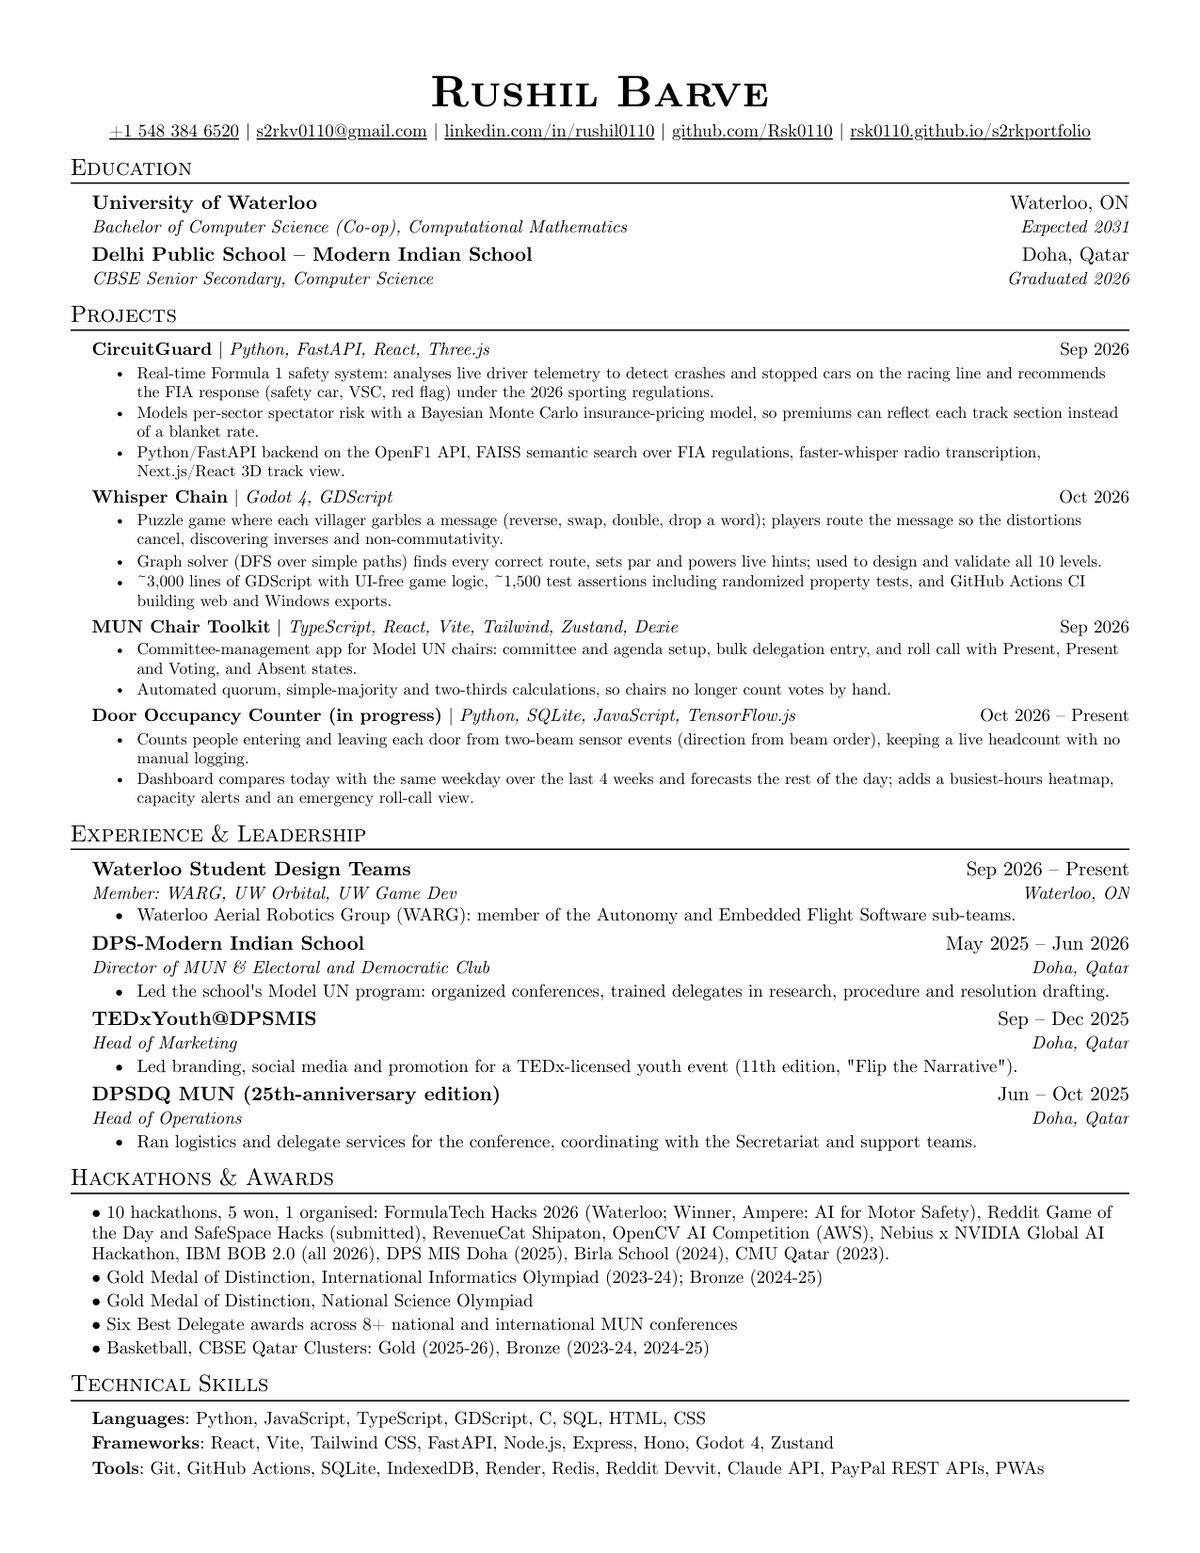 Rushil Barve
+1 548 384 6520 | s2rkv0110@gmail.com | linkedin.com/in/rushil0110 | github.com/Rsk0110 | rsk0110.github.io/s2rkportfolio
Education
University of Waterloo Waterloo, ON
Bachelor of Computer Science (Co-op), Computational Mathematics Expected 2031
Delhi Public School – Modern Indian School Doha, Qatar
CBSE Senior Secondary, Computer Science Graduated 2026
Projects
CircuitGuard | Python, FastAPI, React, Three.js Sep 2026
• Real-time Formula 1 safety system: analyses live driver telemetry to detect crashes and stopped cars on the racing line and recommends
the FIA response (safety car, VSC, red flag) under the 2026 sporting regulations.
• Models per-sector spectator risk with a Bayesian Monte Carlo insurance-pricing model, so premiums can reflect each track section instead
of a blanket rate.
• Python/FastAPI backend on the OpenF1 API, FAISS semantic search over FIA regulations, faster-whisper radio transcription,
Next.js/React 3D track view.
Whisper Chain | Godot 4, GDScript Oct 2026
• Puzzle game where each villager garbles a message (reverse, swap, double, drop a word); players route the message so the distortions
cancel, discovering inverses and non-commutativity.
• Graph solver (DFS over simple paths) finds every correct route, sets par and powers live hints; used to design and validate all 10 levels.
• ~3,000 lines of GDScript with UI-free game logic, ~1,500 test assertions including randomized property tests, and GitHub Actions CI
building web and Windows exports.
MUN Chair Toolkit | TypeScript, React, Vite, Tailwind, Zustand, Dexie Sep 2026
• Committee-management app for Model UN chairs: committee and agenda setup, bulk delegation entry, and roll call with Present, Present
and Voting, and Absent states.
• Automated quorum, simple-majority and two-thirds calculations, so chairs no longer count votes by hand.
Door Occupancy Counter (in progress) | Python, SQLite, JavaScript, TensorFlow.js Oct 2026 – Present
• Counts people entering and leaving each door from two-beam sensor events (direction from beam order), keeping a live headcount with no
manual logging.
• Dashboard compares today with the same weekday over the last 4 weeks and forecasts the rest of the day; adds a busiest-hours heatmap,
capacity alerts and an emergency roll-call view.
Experience & Leadership
Waterloo Student Design Teams Sep 2026 – Present
Member: WARG, UW Orbital, UW Game Dev Waterloo, ON
• Waterloo Aerial Robotics Group (WARG): member of the Autonomy and Embedded Flight Software sub-teams.
DPS-Modern Indian School May 2025 – Jun 2026
Director of MUN & Electoral and Democratic Club Doha, Qatar
• Led the school's Model UN program: organized conferences, trained delegates in research, procedure and resolution drafting.
TEDxYouth@DPSMIS Sep – Dec 2025
Head of Marketing Doha, Qatar
• Led branding, social media and promotion for a TEDx-licensed youth event (11th edition, "Flip the Narrative").
DPSDQ MUN (25th-anniversary edition) Jun – Oct 2025
Head of Operations Doha, Qatar
• Ran logistics and delegate services for the conference, coordinating with the Secretariat and support teams.
Hackathons & Awards
• 10 hackathons, 5 won, 1 organised: FormulaTech Hacks 2026 (Waterloo; Winner, Ampere: AI for Motor Safety), Reddit Game of
the Day and SafeSpace Hacks (submitted), RevenueCat Shipaton, OpenCV AI Competition (AWS), Nebius x NVIDIA Global AI
Hackathon, IBM BOB 2.0 (all 2026), DPS MIS Doha (2025), Birla School (2024), CMU Qatar (2023).
• Gold Medal of Distinction, International Informatics Olympiad (2023-24); Bronze (2024-25)
• Gold Medal of Distinction, National Science Olympiad
• Six Best Delegate awards across 8+ national and international MUN conferences
• Basketball, CBSE Qatar Clusters: Gold (2025-26), Bronze (2023-24, 2024-25)
Technical Skills
Languages: Python, JavaScript, TypeScript, GDScript, C, SQL, HTML, CSS
Frameworks: React, Vite, Tailwind CSS, FastAPI, Node.js, Express, Hono, Godot 4, Zustand
Tools: Git, GitHub Actions, SQLite, IndexedDB, Render, Redis, Reddit Devvit, Claude API, PayPal REST APIs, PWAs